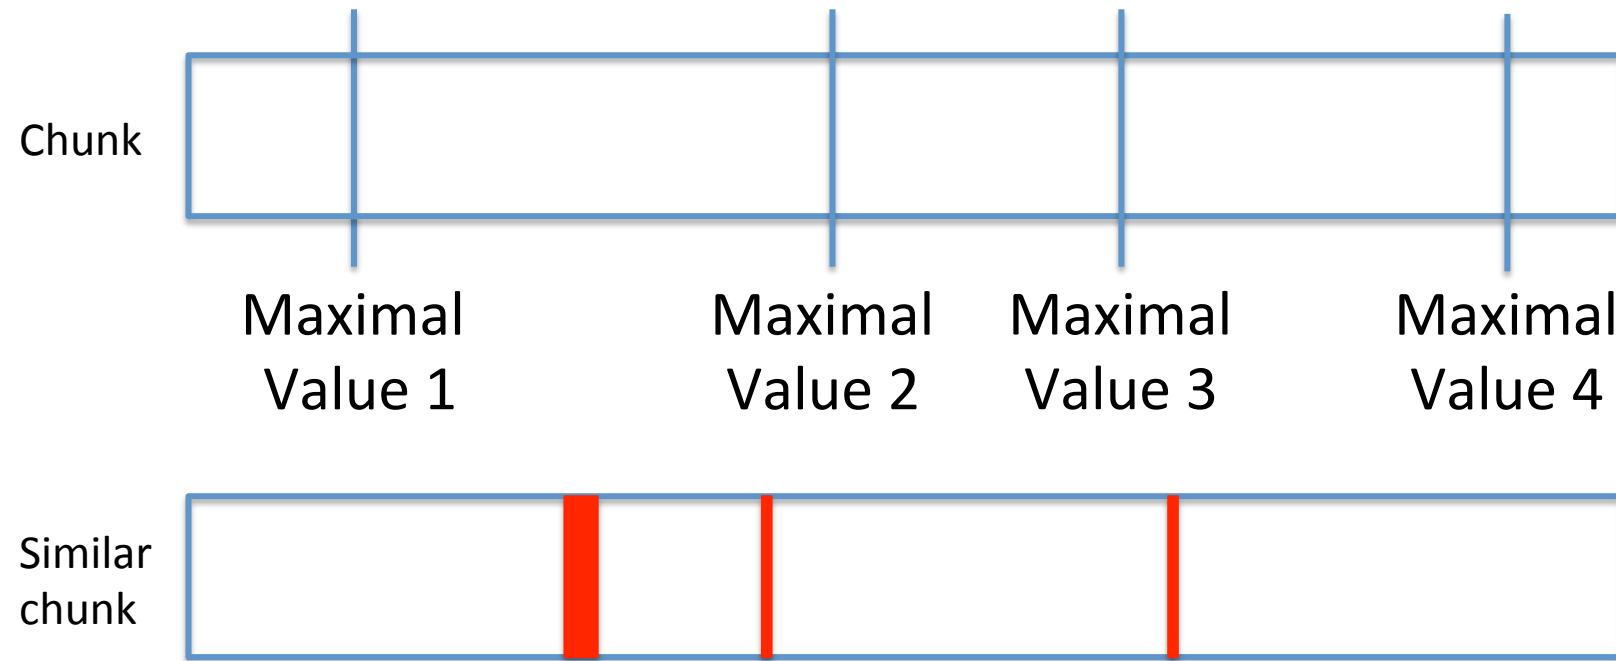 Chunk
Maximal
Value 1
Maximal
Value 2
Maximal
Value 3
Maximal
Value 4
Similar
chunk